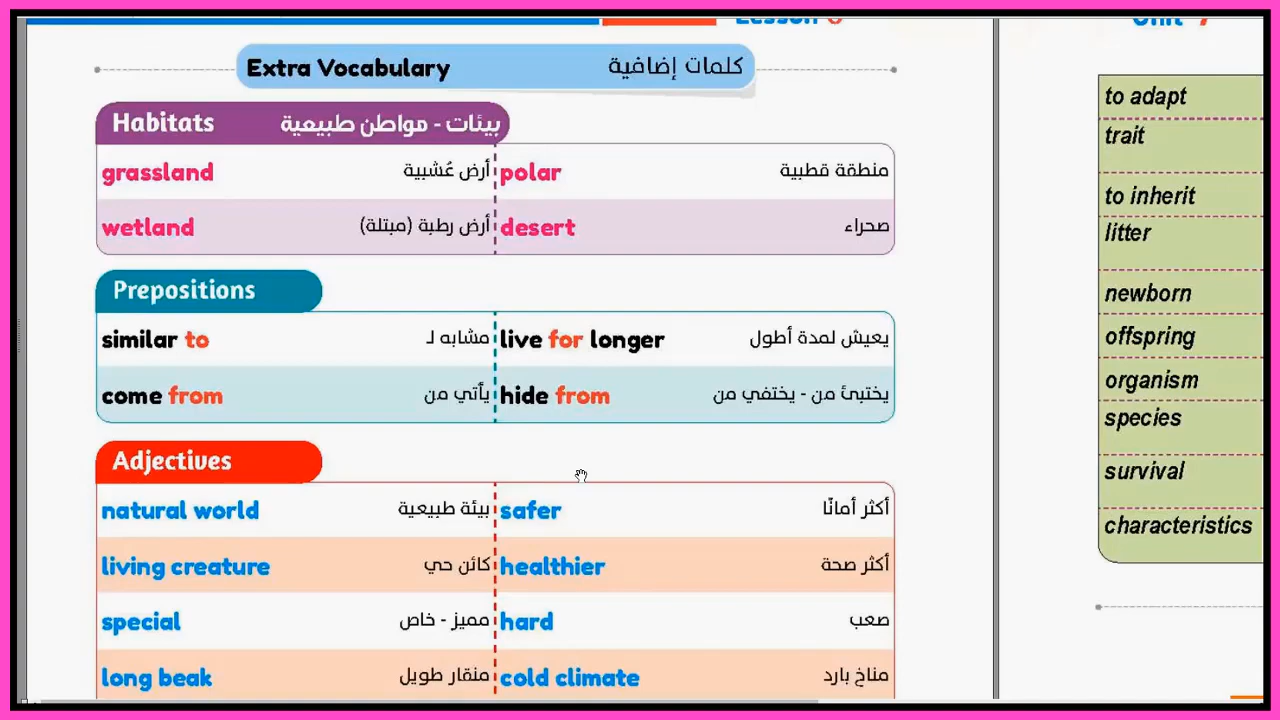 Extra Vocabulary كلمات إضافية
Habitats بيئات - مواطن طبيعية
grassland أرض عُشبية polar منطقة قطبية
wetland أرض رطبة (مبتلة) desert صحراء
Prepositions
similar to مشابه لـ live for longer يعيش لمدة أطول
come from يأتي من hide from يختبئ من - يختفي من
Adjectives
natural world بيئة طبيعية safer أكثر أمانًا
living creature كائن حي healthier أكثر صحة
special مميز - خاص hard صعب
long beak منقار طويل cold climate مناخ بارد
to adapt
trait
to inherit
litter
newborn
offspring
organism
species
survival
characteristics